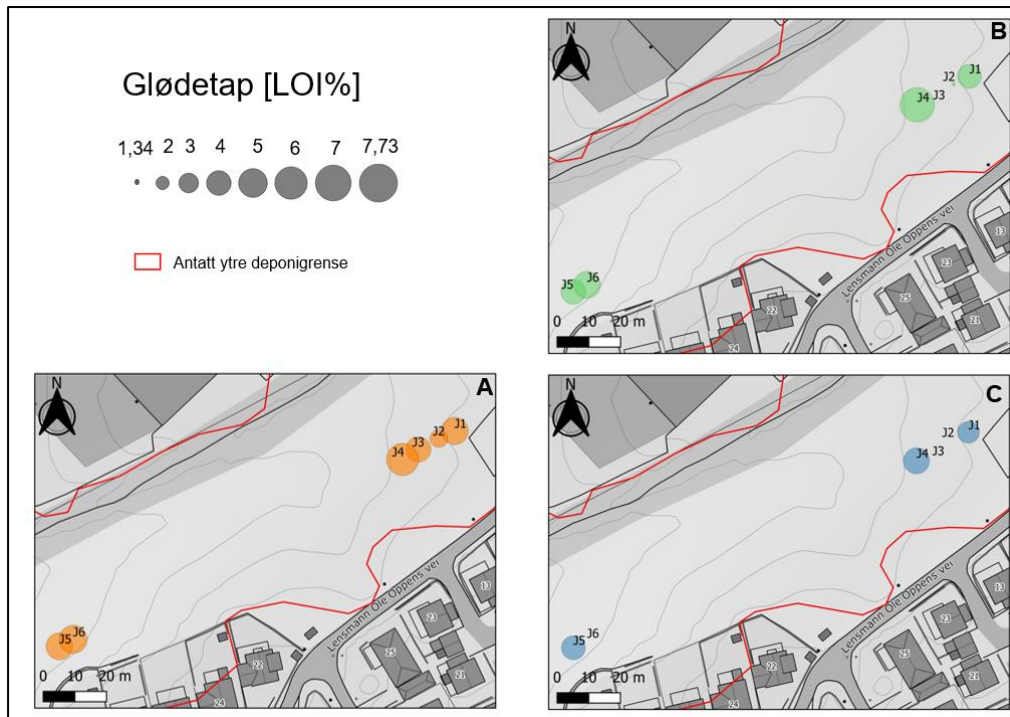 Glødetap [LOI%]
1,34 2 3 4 5 6 7 7,73
Antatt ytre deponigrense
B
N
J1
J2
J4 J3
J5 J6
0 10 20 m
Lensmann Ole Oppens vei
13
23
25
21
22
24
A
N
J1
J2
J3
J4
J5 J6
0 10 20 m
Lensmann Ole Oppens vei
13
23
25
21
22
24
C
N
J1
J2
J4 J3
J5 J6
0 10 20 m
Lensmann Ole Oppens vei
13
23
25
21
22
24